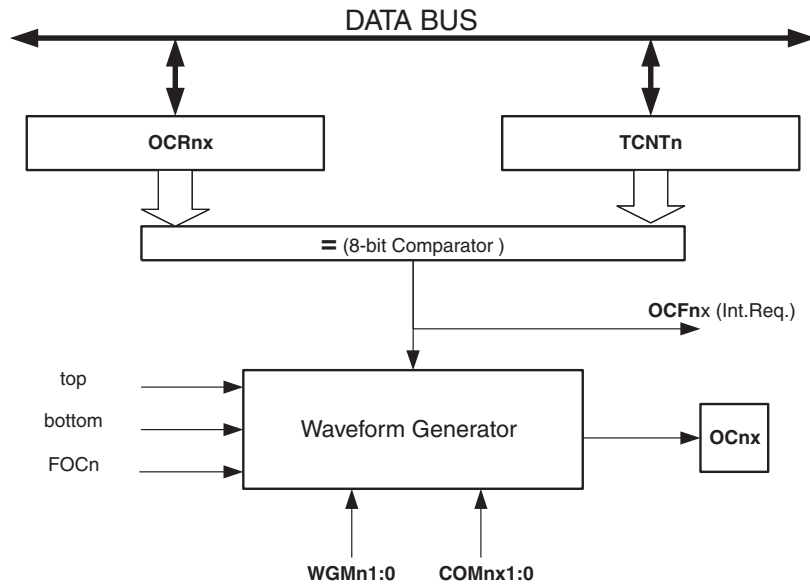 DATA BUS
OCRnx
TCNTn
= (8-bit Comparator )
OCFnx (Int.Req.)
top
bottom
FOCn
Waveform Generator
OCnx
WGMn1:0
COMnx1:0